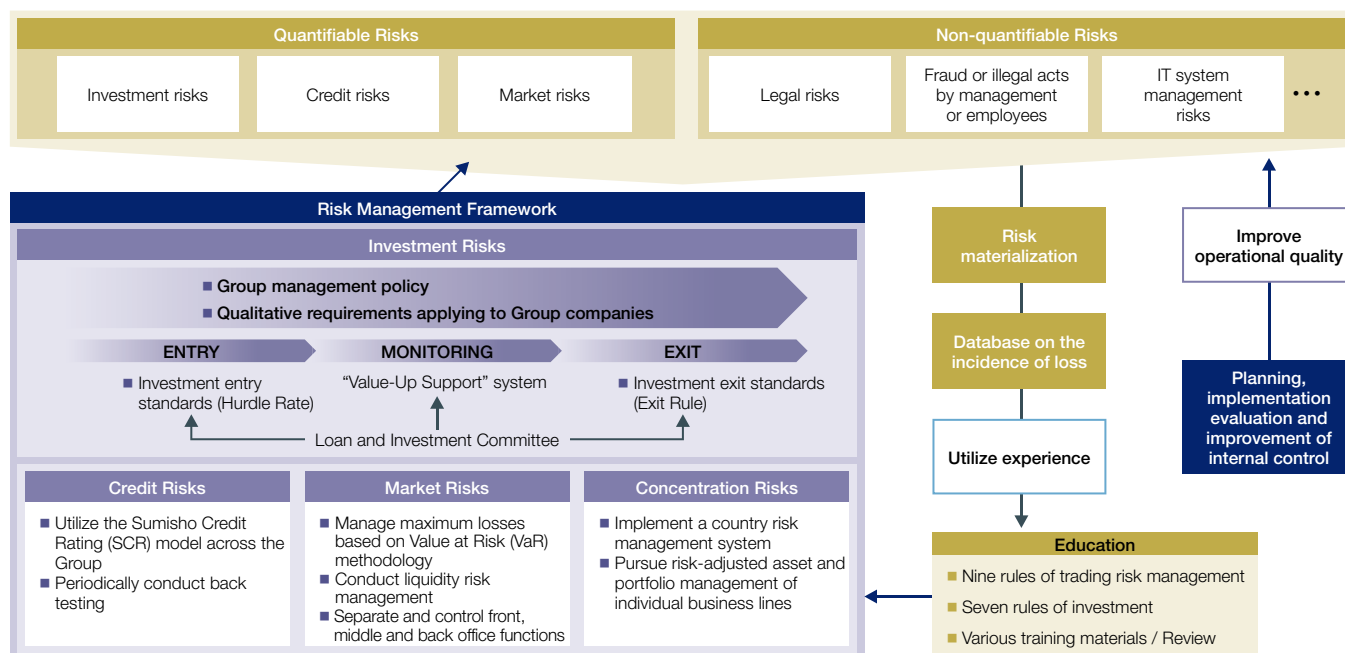 Quantifiable Risks
Investment risks
Credit risks
Market risks
Non-quantifiable Risks
Legal risks
Fraud or illegal acts
by management
or employees
IT system
management
risks
...
Risk Management Framework
Investment Risks
■ Group management policy
■ Qualitative requirements applying to Group companies
ENTRY
MONITORING
EXIT
■ Investment entry
standards (Hurdle Rate)
“Value-Up Support” system
■ Investment exit standards
(Exit Rule)
Loan and Investment Committee
Credit Risks
■ Utilize the Sumisho Credit
Rating (SCR) model across the
Group
■ Periodically conduct back
testing
Market Risks
■ Manage maximum losses
based on Value at Risk (VaR)
methodology
■ Conduct liquidity risk
management
■ Separate and control front,
middle and back office functions
Concentration Risks
■ Implement a country risk
management system
■ Pursue risk-adjusted asset and
portfolio management of
individual business lines
Risk
materialization
Database on the
incidence of loss
Utilize experience
Education
■ Nine rules of trading risk management
■ Seven rules of investment
■ Various training materials / Review
Improve
operational quality
Planning,
implementation
evaluation and
improvement of
internal control